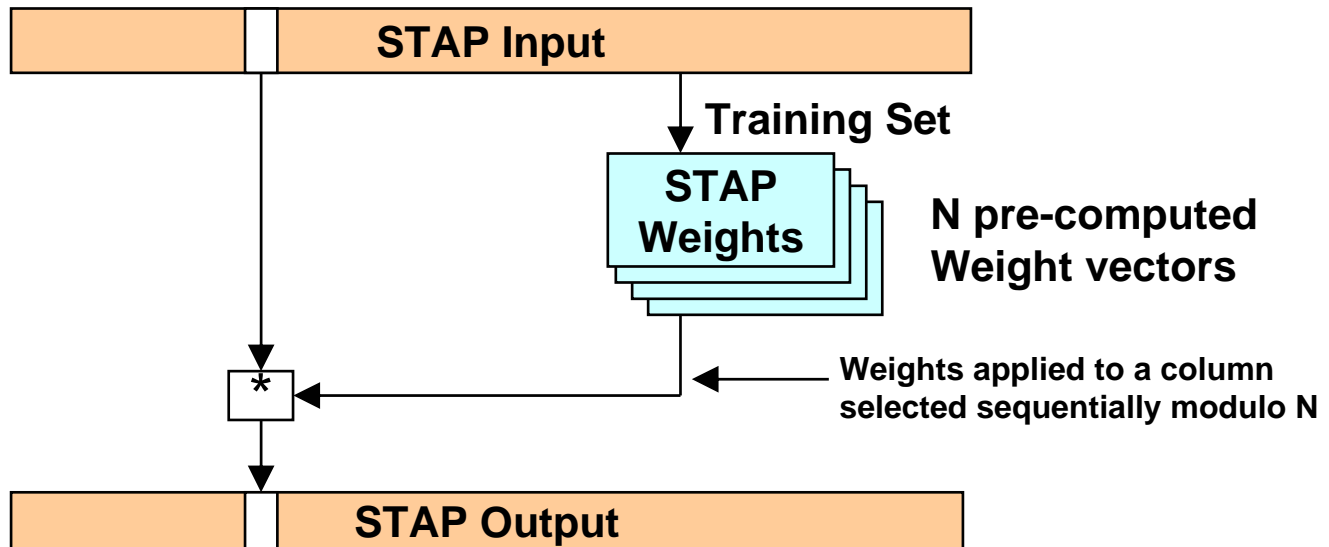 STAP Input
Training Set
STAP
Weights
N pre-computed
Weight vectors
Weights applied to a column
selected sequentially modulo N
*
STAP Output